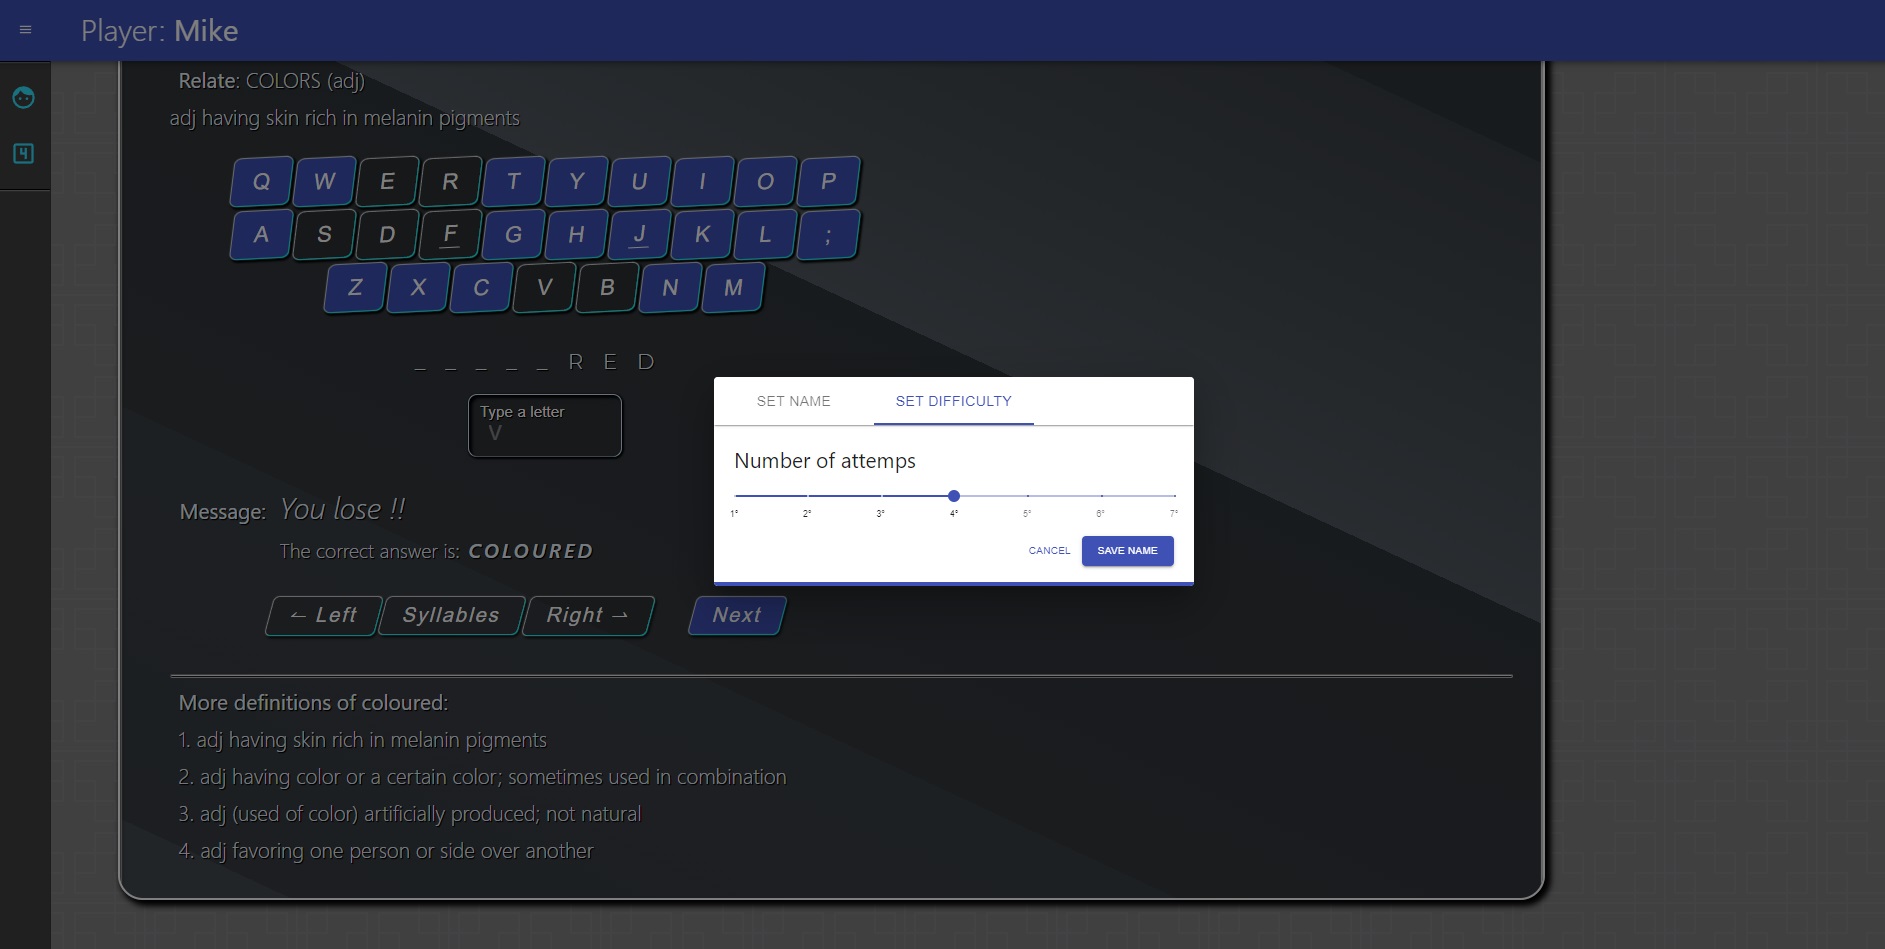 Player: Mike
4
Relate: COLORS (adj)
adj having skin rich in melanin pigments
Q W E R T Y U I O P
A S D F G H J K L ;
Z X C V B N M
_ _ _ _ _ R E D
Type a letter
V
SET NAME SET DIFFICULTY
Number of attemps
1° 2° 3° 4° 5° 6° 7°
CANCEL SAVE NAME
Message: You lose !!
The correct answer is: COLOURED
← Left Syllables Right → Next
More definitions of coloured:
1. adj having skin rich in melanin pigments
2. adj having color or a certain color; sometimes used in combination
3. adj (used of color) artificially produced; not natural
4. adj favoring one person or side over another